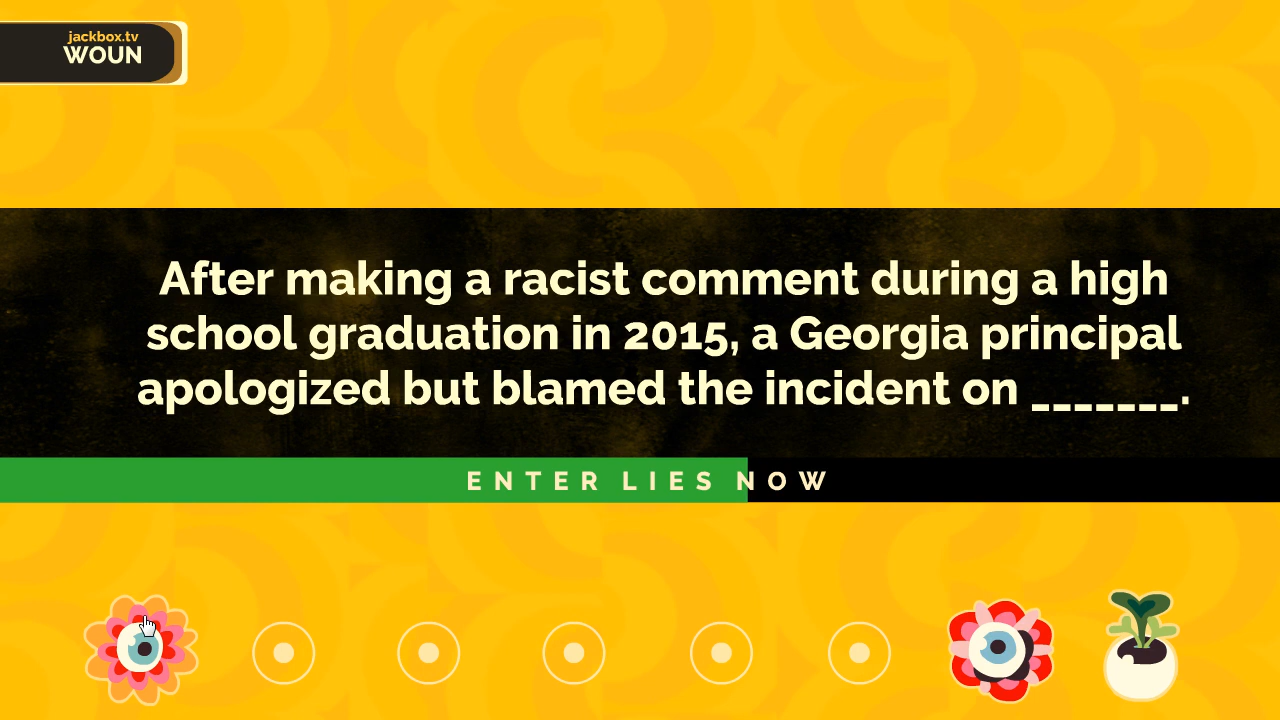 jackbox.tv
WOUN
After making a racist comment during a high
school graduation in 2015, a Georgia principal
apologized but blamed the incident on _______.
ENTER LIES NOW